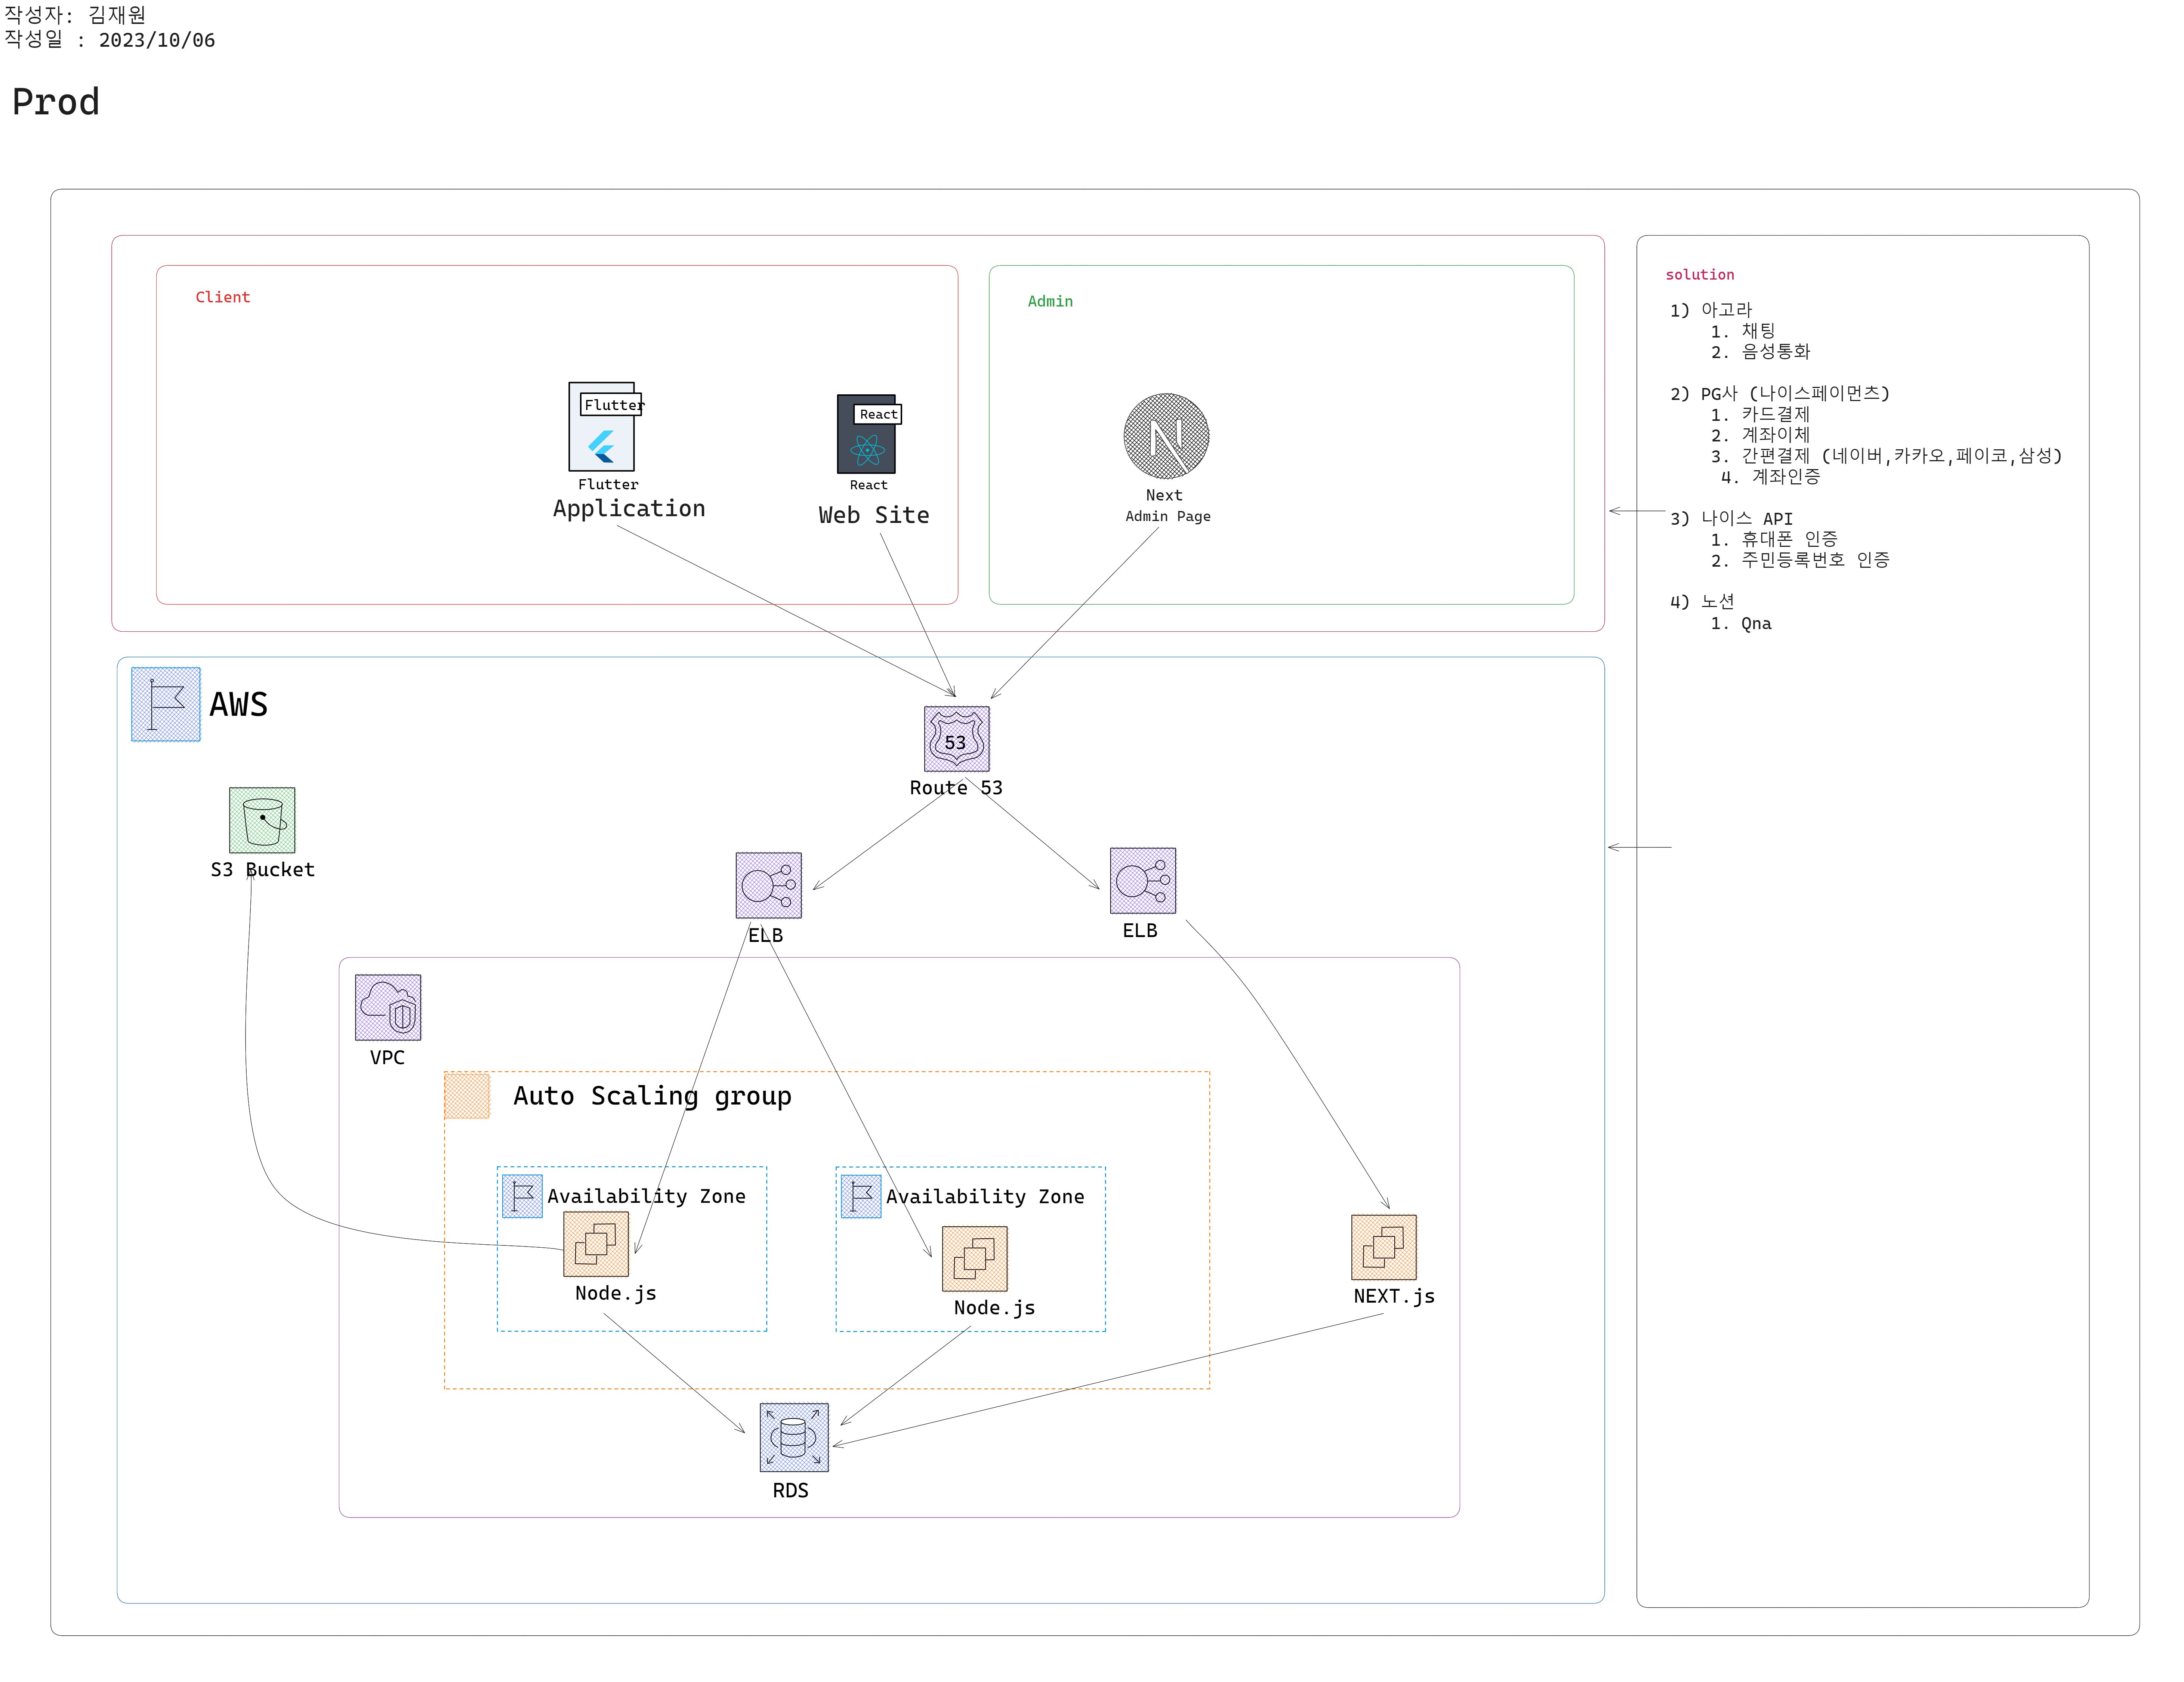 작성자: 김재원
작성일 : 2023/10/06
Prod
Client
Admin
Flutter
Flutter
Application
React
React
Web Site
Next
Admin Page
solution
1) 아고라
1. 채팅
2. 음성통화
2) PG사 (나이스페이먼츠)
1. 카드결제
2. 계좌이체
3. 간편결제 (네이버,카카오,페이코,삼성)
4. 계좌인증
3) 나이스 API
1. 휴대폰 인증
2. 주민등록번호 인증
4) 노션
1. Qna
AWS
53
Route 53
S3 Bucket
ELB
ELB
VPC
Auto Scaling group
Availability Zone
Availability Zone
Node.js
Node.js
NEXT.js
RDS